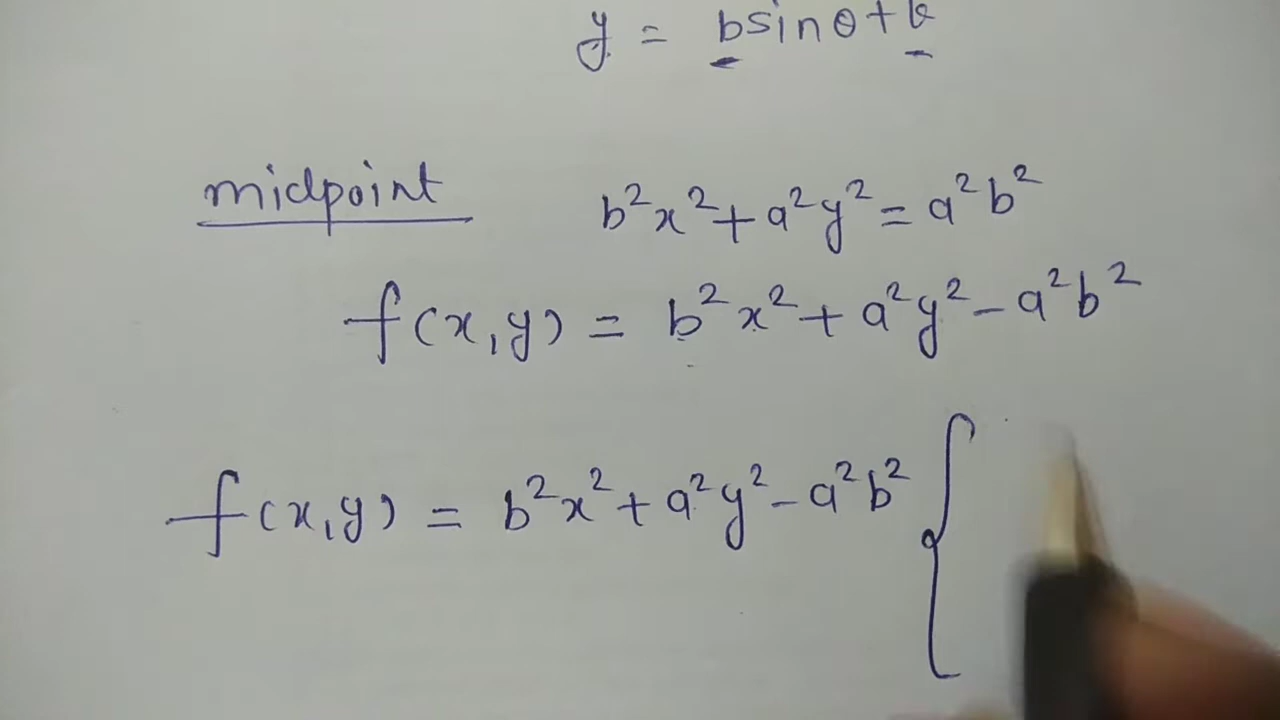 y = bsinθ+k
midpoint
b²x²+a²y²=a²b²
f(x,y) = b²x²+a²y²-a²b²
f(x,y) = b²x²+a²y²-a²b² {